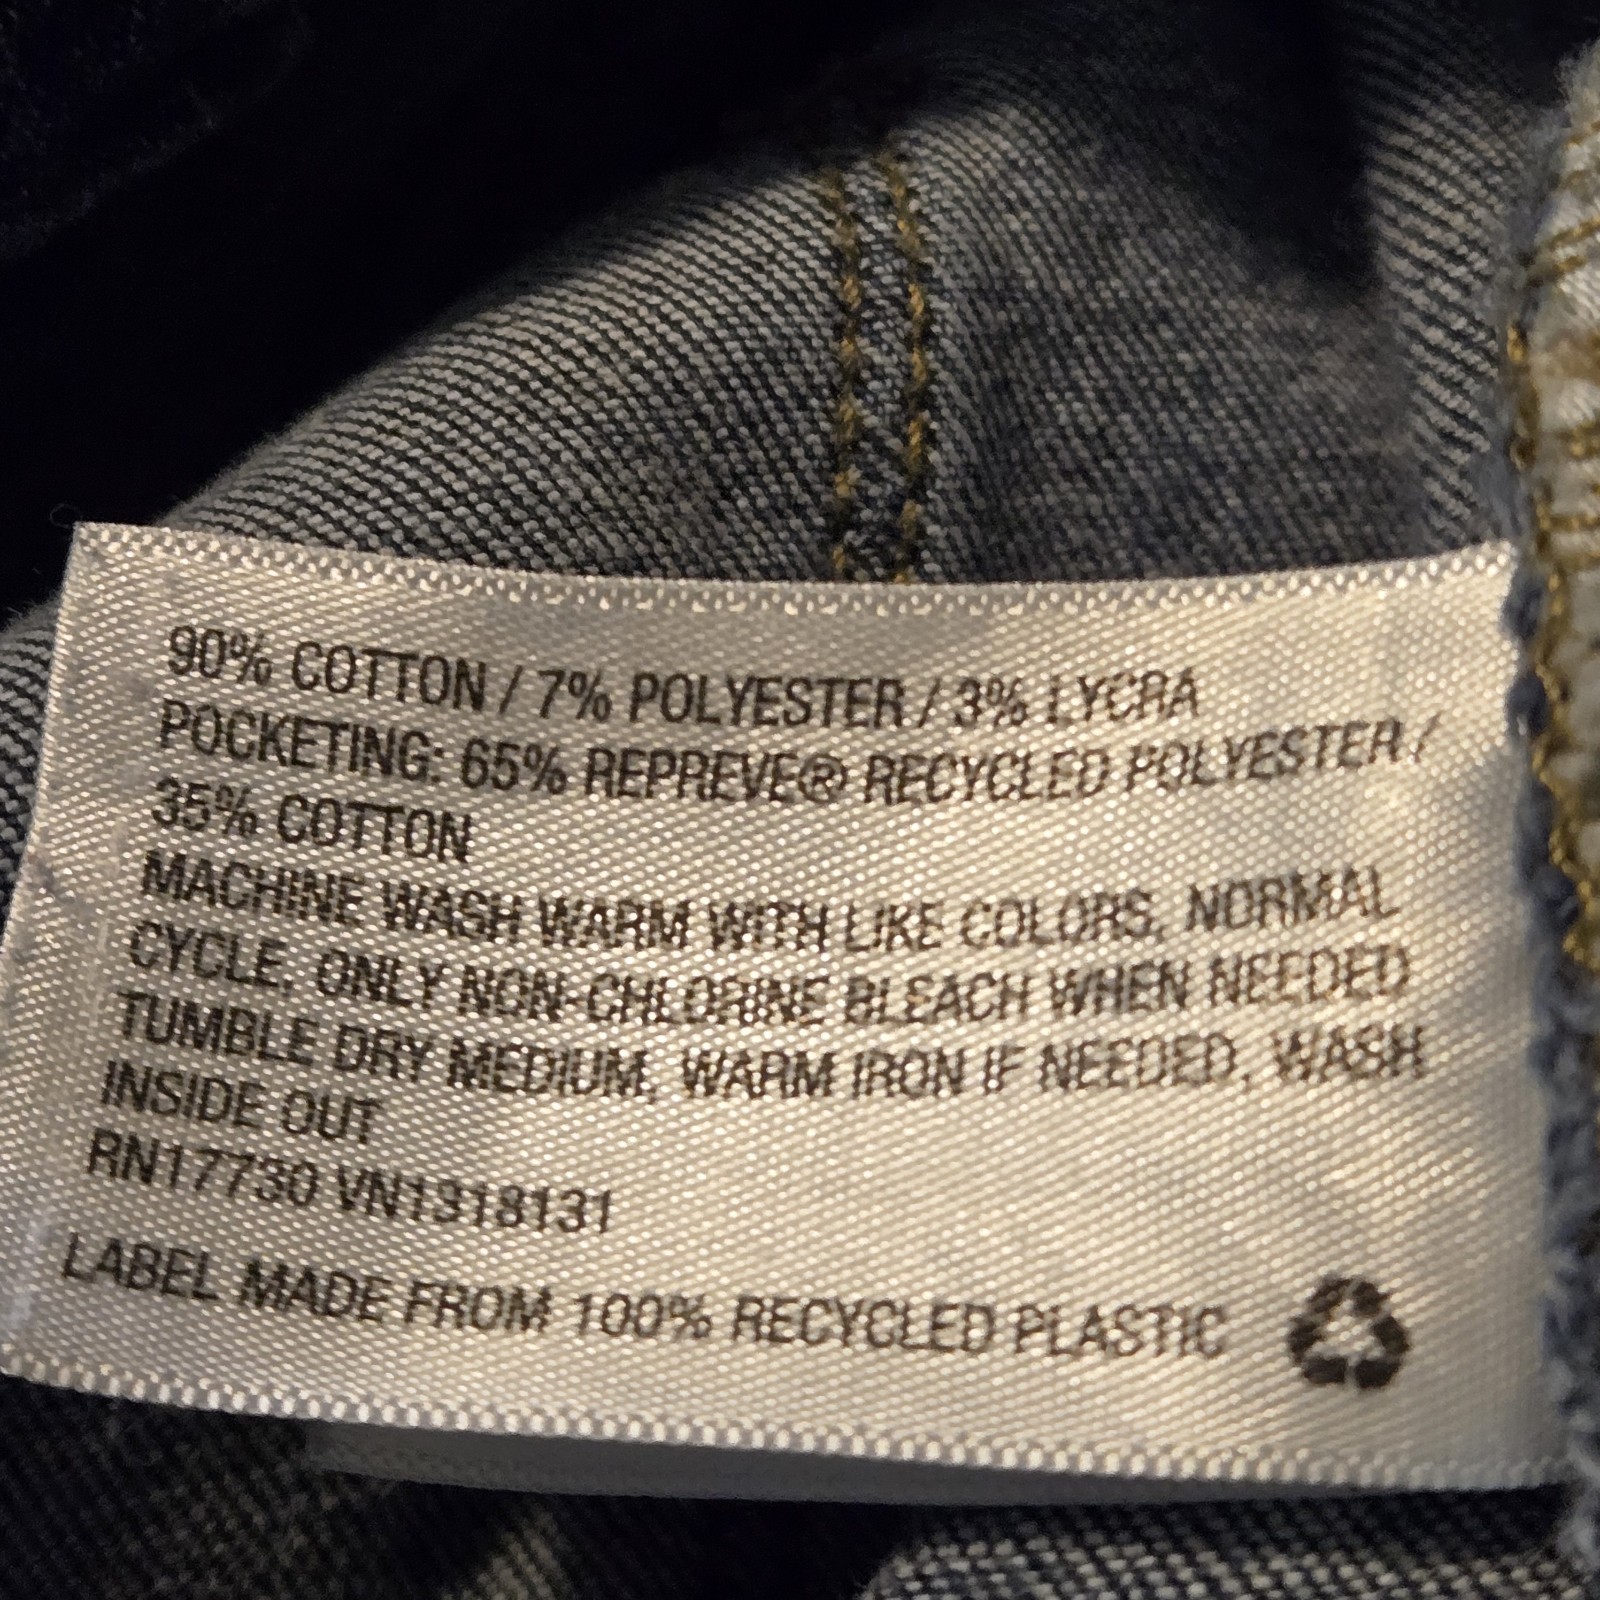 90% COTTON / 7% POLYESTER / 3% LYCRA
POCKETING: 65% REPREVE® RECYCLED POLYESTER /
35% COTTON
MACHINE WASH WARM WITH LIKE COLORS, NORMAL
CYCLE, ONLY NON-CHLORINE BLEACH WHEN NEEDED
TUMBLE DRY MEDIUM, WARM IRON IF NEEDED, WASH
INSIDE OUT
RN17730 VN1918131
LABEL MADE FROM 100% RECYCLED PLASTIC